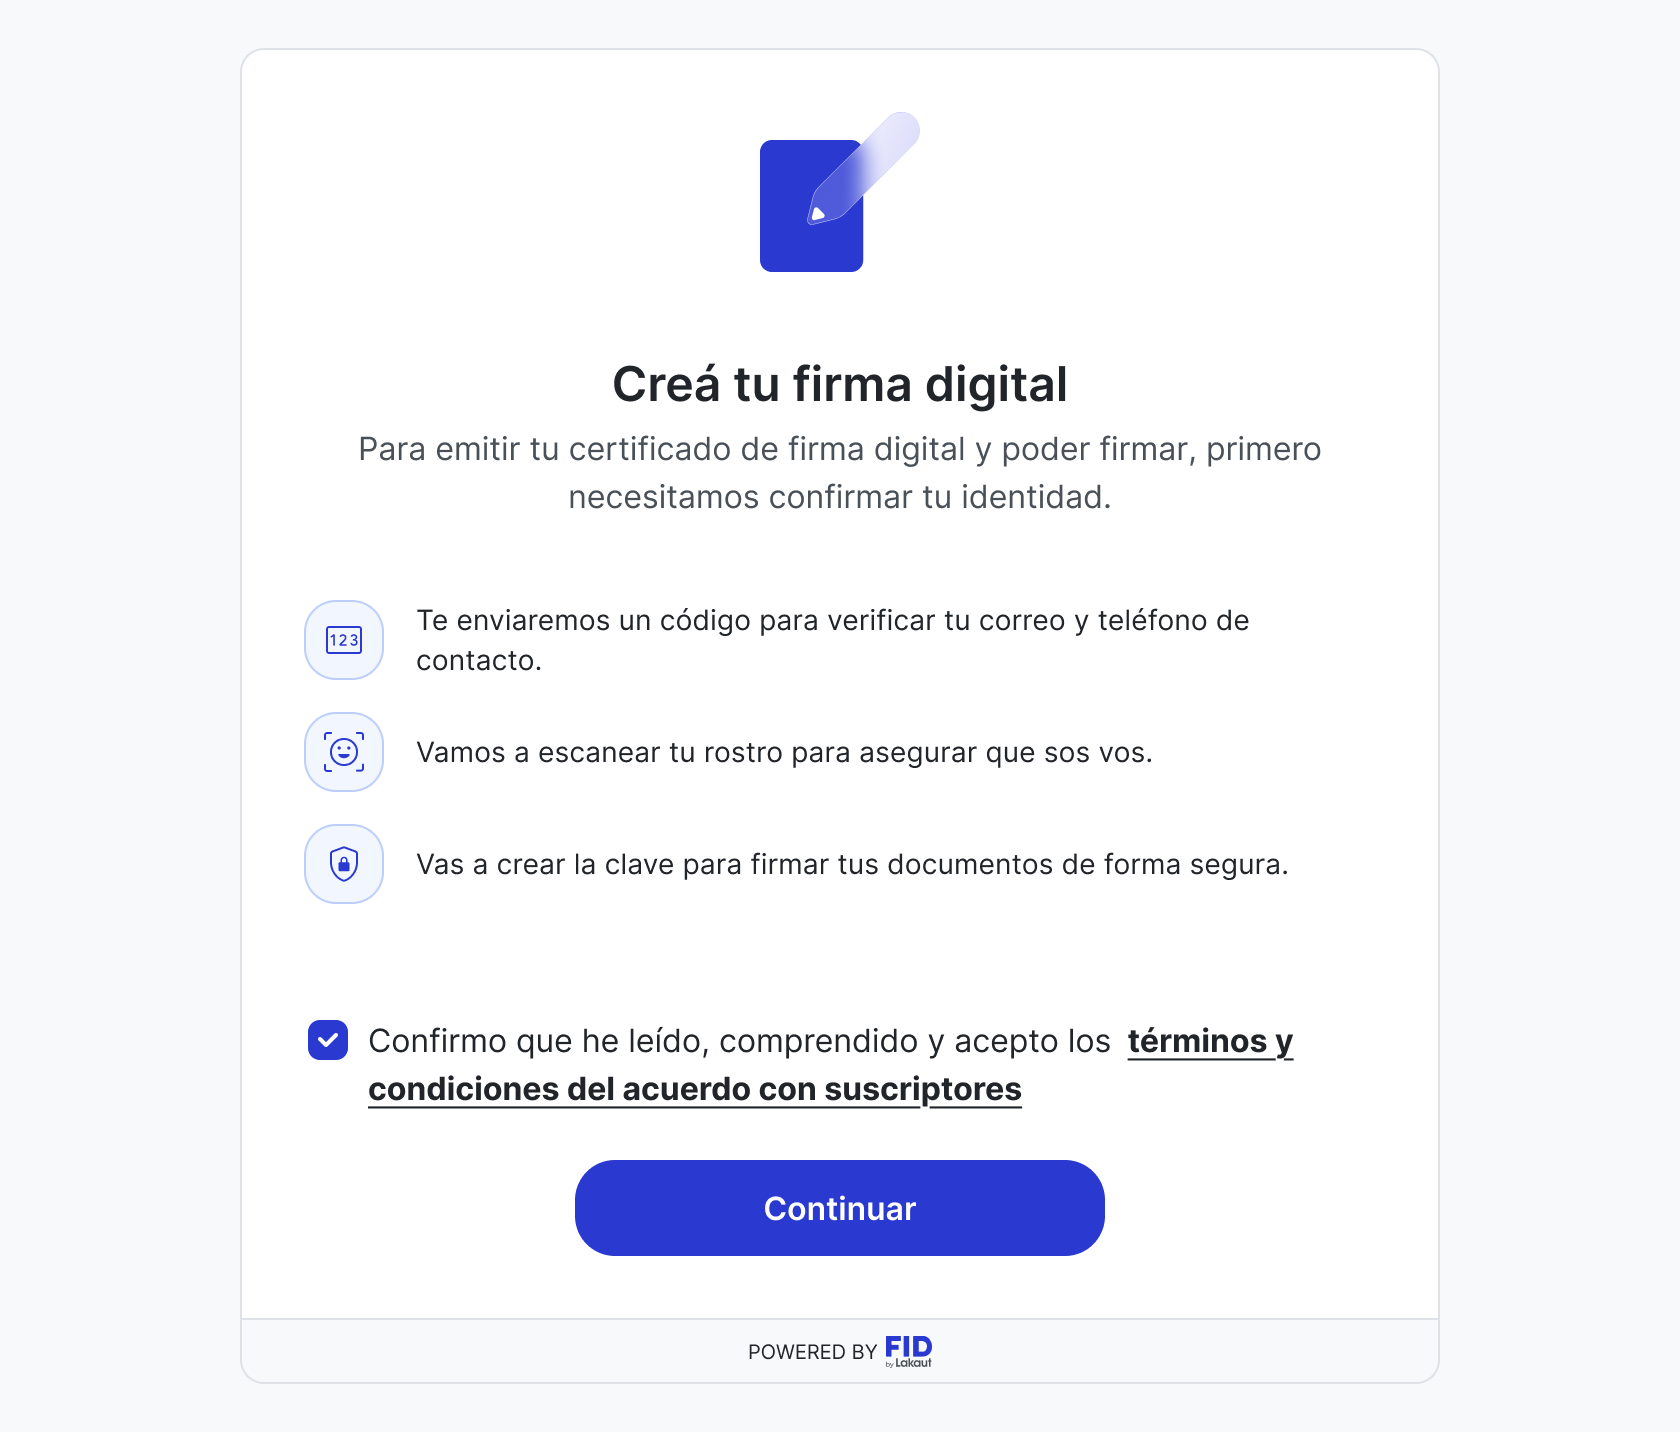 Creá tu firma digital
Para emitir tu certificado de firma digital y poder firmar, primero
necesitamos confirmar tu identidad.
123
Te enviaremos un código para verificar tu correo y teléfono de
contacto.
Vamos a escanear tu rostro para asegurar que sos vos.
Vas a crear la clave para firmar tus documentos de forma segura.
Confirmo que he leído, comprendido y acepto los términos y
condiciones del acuerdo con suscriptores
Continuar
POWERED BY FID
by Lakaut